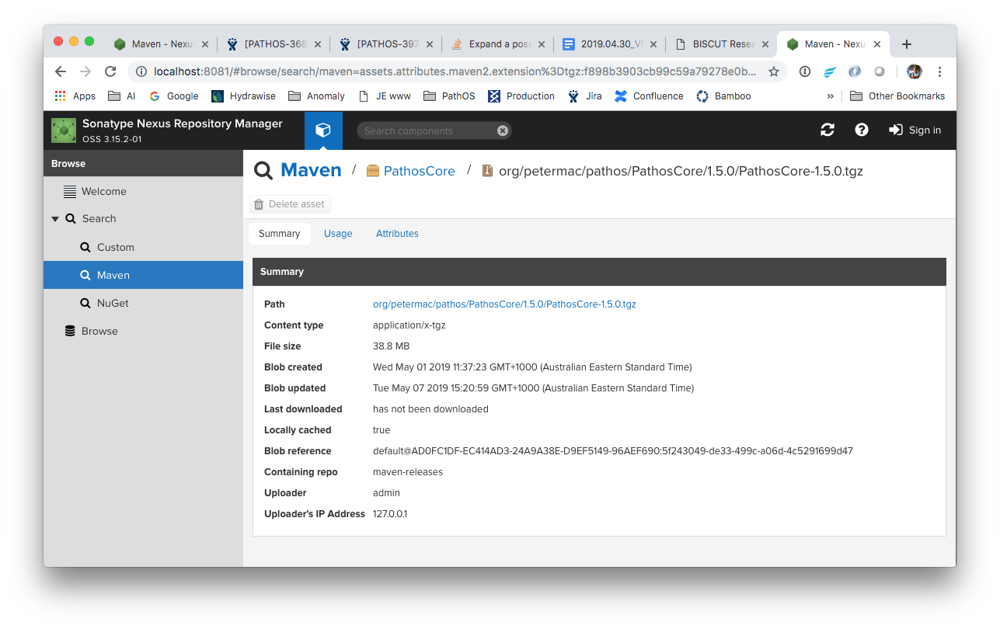 Maven - Nexu
[PATHOS-368
[PATHOS-397
Expand a pos
2019.04.30_V
BISCUT Resea
Maven - Nexu
localhost:8081/#browse/search/maven=assets.attributes.maven2.extension%3Dtgz:f898b3903cb99c59a79278e0b...
Apps AI Google Hydrawise Anomaly JE www PathOS Production Jira Confluence Bamboo » Other Bookmarks
Sonatype Nexus Repository Manager
OSS 3.15.2-01
Search components
Sign in
Browse
Welcome
Search
Custom
Maven
NuGet
Browse
Maven / PathosCore / org/petermac/pathos/PathosCore/1.5.0/PathosCore-1.5.0.tgz
Delete asset
Summary Usage Attributes
Summary
Path org/petermac/pathos/PathosCore/1.5.0/PathosCore-1.5.0.tgz
Content type application/x-tgz
File size 38.8 MB
Blob created Wed May 01 2019 11:37:23 GMT+1000 (Australian Eastern Standard Time)
Blob updated Tue May 07 2019 15:20:59 GMT+1000 (Australian Eastern Standard Time)
Last downloaded has not been downloaded
Locally cached true
Blob reference default@AD0FC1DF-EC414AD3-24A9A38E-D9EF5149-96AEF690:5f243049-de33-499c-a06d-4c5291699d47
Containing repo maven-releases
Uploader admin
Uploader's IP Address 127.0.0.1